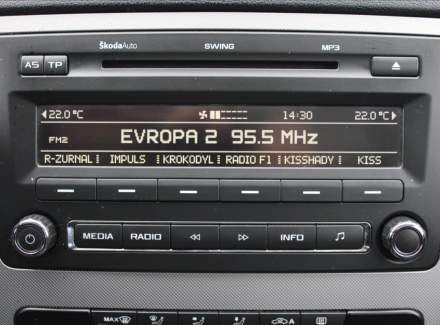 ŠkodaAuto SWING MP3
AS TP
22.0 °C 14:30 22.0 °C
FM2 EVROPA 2 95.5 MHz
R-ZURNAL IMPULS KROKODYL RADIO F1 KISSHADY KISS
MEDIA RADIO INFO
MAX A